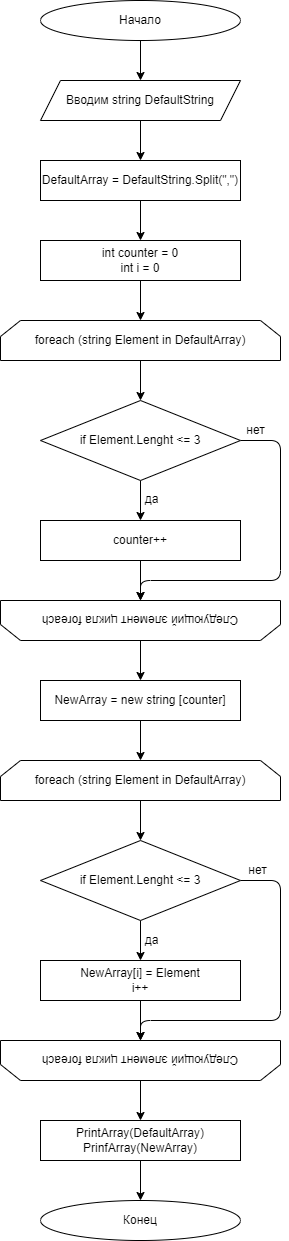 Начало
Вводим string DefaultString
DefaultArray = DefaultString.Split(",")
int counter = 0
int i = 0
foreach (string Element in DefaultArray)
if Element.Lenght <= 3
нет
да
counter++
Следующий элемент цикла foreach
NewArray = new string [counter]
foreach (string Element in DefaultArray)
if Element.Lenght <= 3
нет
да
NewArray[i] = Element
i++
Следующий элемент цикла foreach
PrintArray(DefaultArray)
PrinfArray(NewArray)
Конец